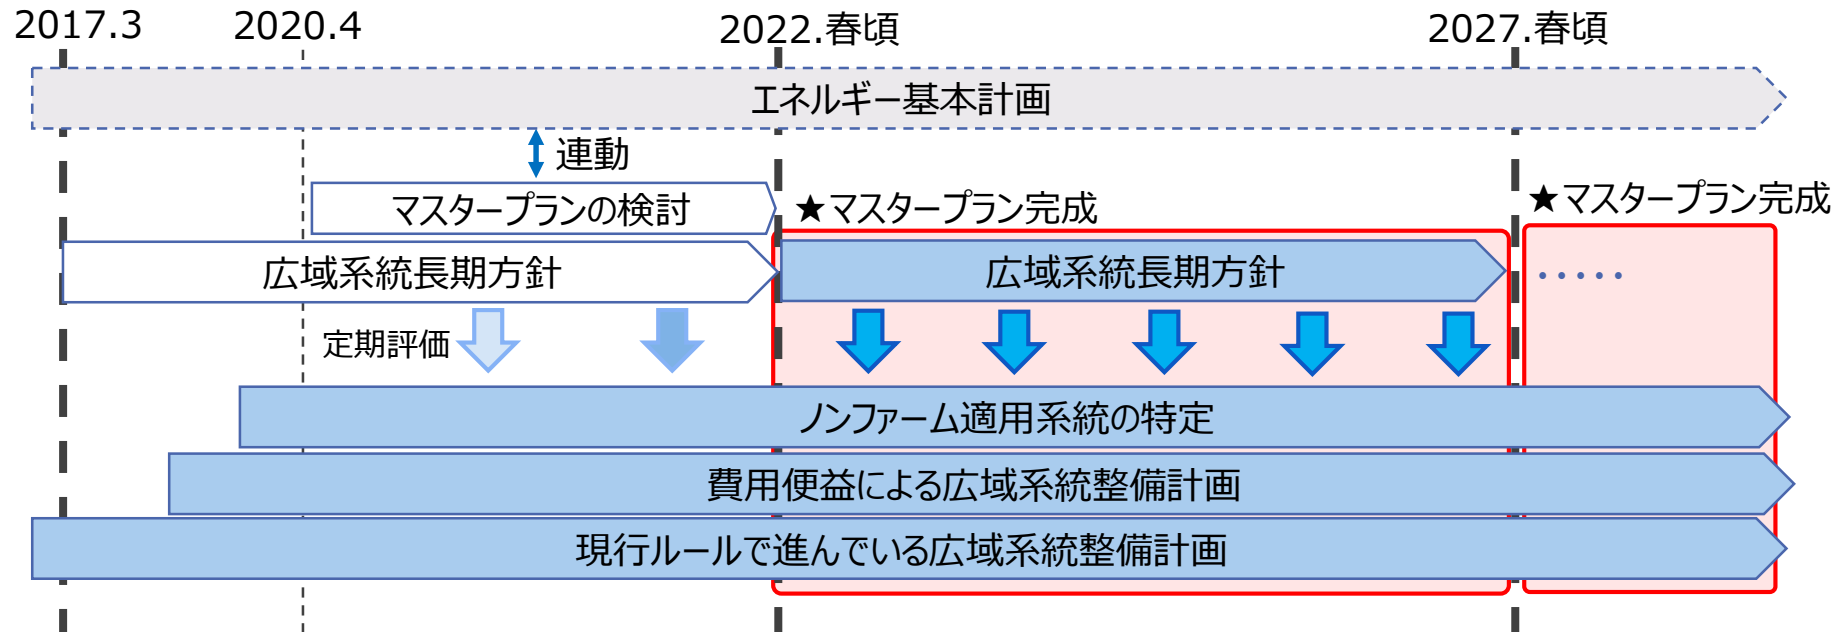 2017.3
2020.4
2022.春頃
2027.春頃
エネルギー基本計画
連動
マスタープランの検討
★マスタープラン完成
★マスタープラン完成
広域系統長期方針
広域系統長期方針
・・・・・
定期評価
ノンファーム適用系統の特定
費用便益による広域系統整備計画
現行ルールで進んでいる広域系統整備計画